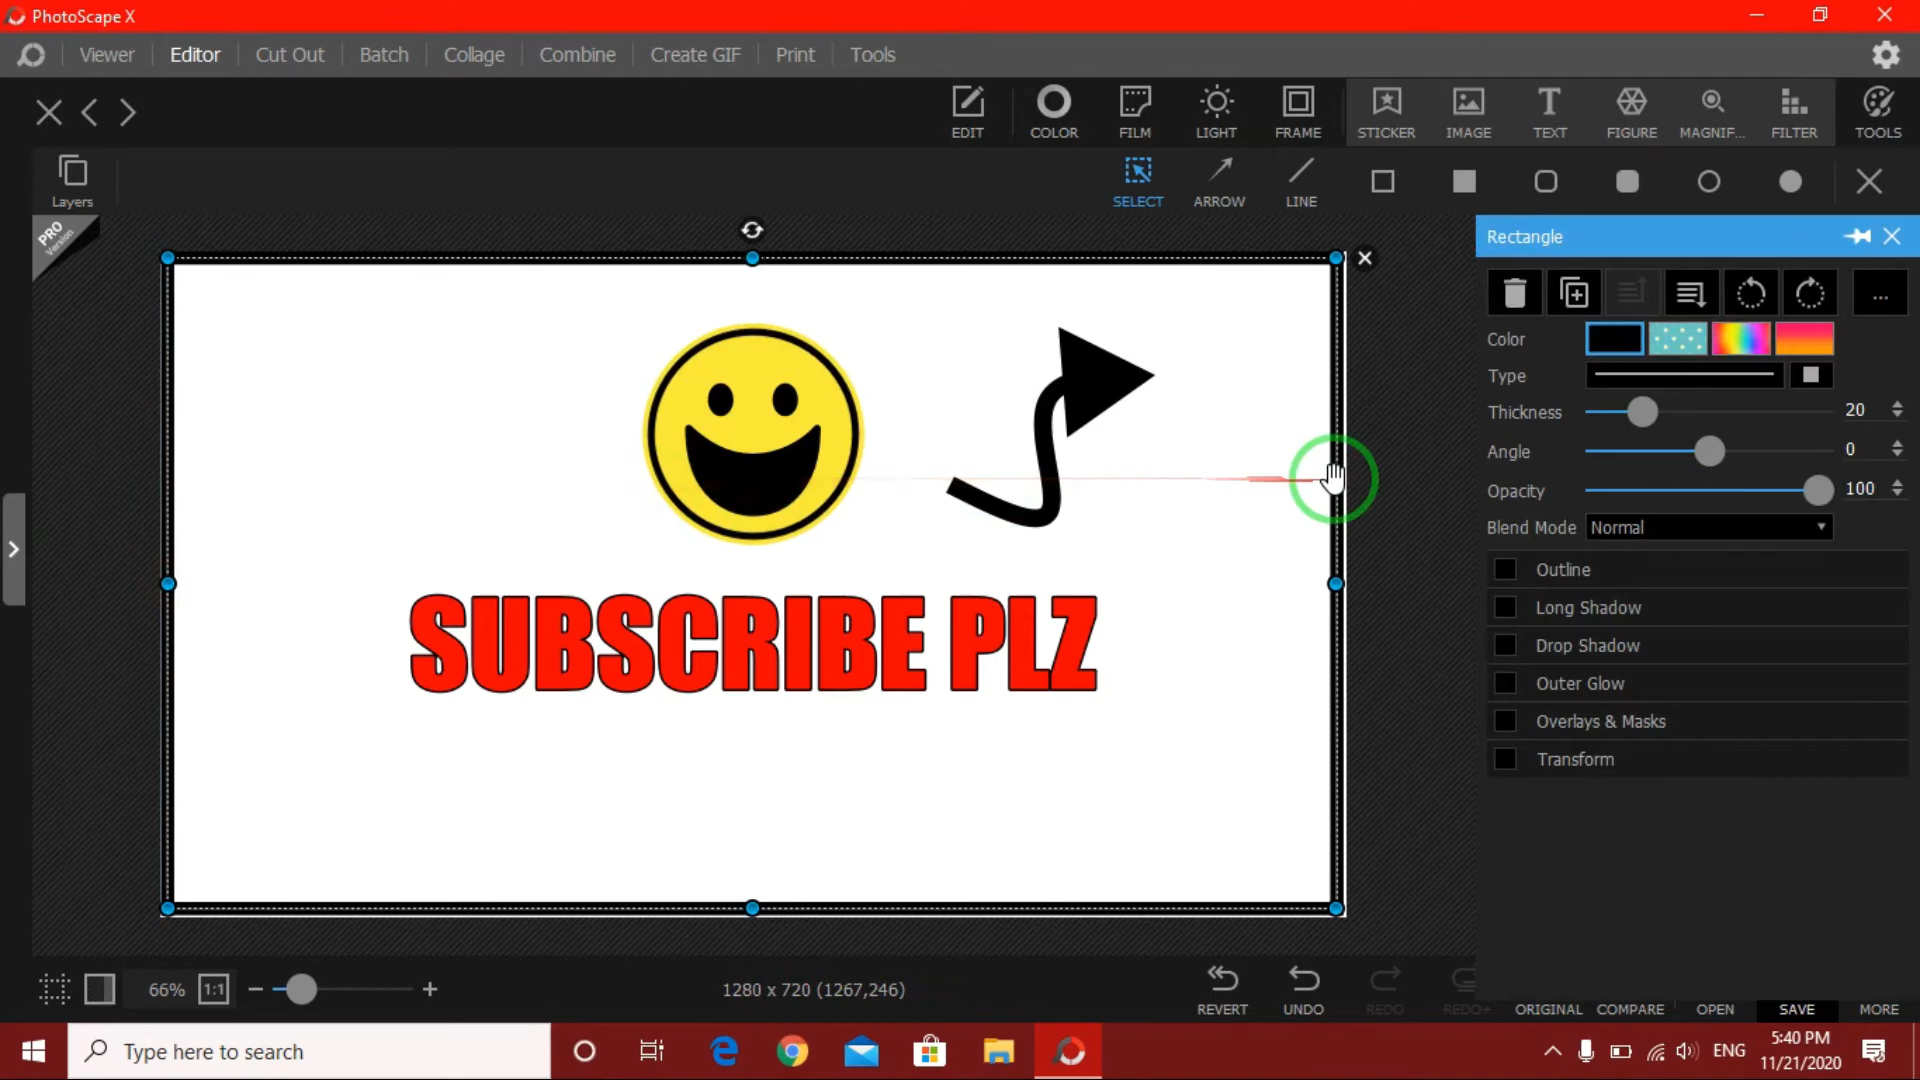 PhotoScape X
Viewer Editor Cut Out Batch Collage Combine Create GIF Print Tools
EDIT COLOR FILM LIGHT FRAME STICKER IMAGE TEXT FIGURE MAGNIF... FILTER TOOLS
Layers SELECT ARROW LINE
PRO
Version
Rectangle
...
Color
Type
Thickness 20
Angle 0
Opacity 100
Blend Mode Normal
Outline
Long Shadow
Drop Shadow
Outer Glow
Overlays & Masks
Transform
SUBSCRIBE PLZ
66% 1:1 1280 x 720 (1267,246)
REVERT UNDO REDO REDO+ ORIGINAL COMPARE OPEN SAVE MORE
Type here to search
ENG
5:40 PM
11/21/2020